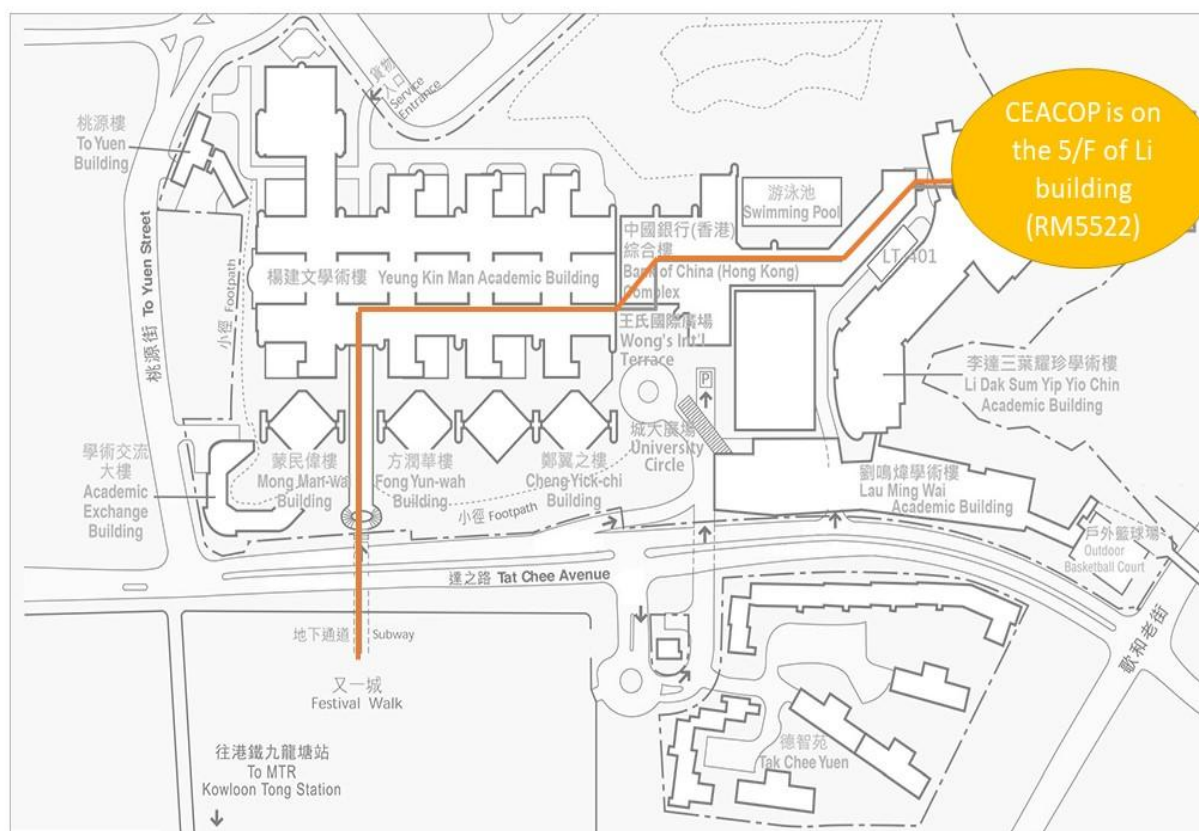 貨物
入口
Service
Entrance
桃源樓
To Yuen
Building
CEACOP is on
the 5/F of Li
building
(RM5522)
游泳池
Swimming Pool
中國銀行(香港)
綜合樓
Bank of China (Hong Kong)
Complex
LT-401
楊建文學術樓 Yeung Kin Man Academic Building
小徑 Footpath
桃源街 To Yuen Street
王氏國際廣場
Wong's Int'l
Terrace
P
李達三葉耀珍學術樓
Li Dak Sum Yip Yio Chin
Academic Building
城大廣場
University
Circle
學術交流
大樓
Academic
Exchange
Building
蒙民偉樓
Mong Man-wai
Building
方潤華樓
Fong Yun-wah
Building
鄭翼之樓
Cheng Yick-chi
Building
小徑 Footpath
劉鳴煒學術樓
Lau Ming Wai
Academic Building
戶外籃球場
Outdoor
Basketball Court
達之路 Tat Chee Avenue
地下通道 Subway
歌和老街
又一城
Festival Walk
德智苑
Tak Chee Yuen
往港鐵九龍塘站
To MTR
Kowloon Tong Station